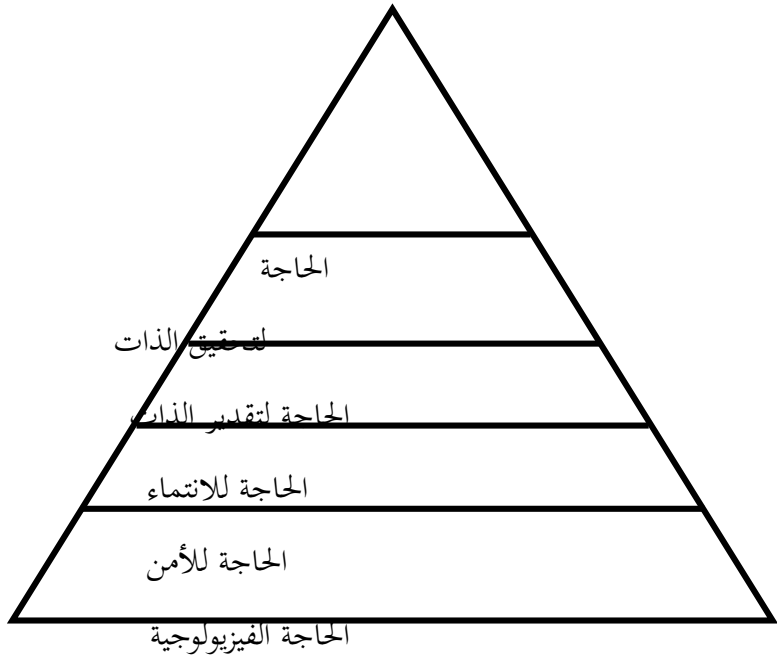 الحاجة
لتحقيق الذات
الحاجة لتقدير الذات
الحاجة للانتماء
الحاجة للأمن
الحاجة الفيزيولوجية